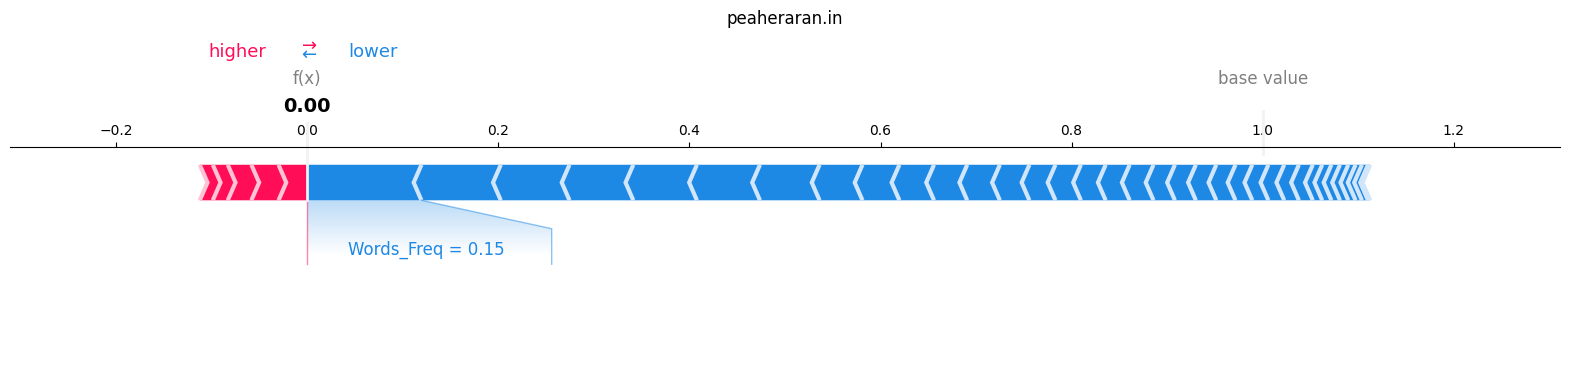 peaheraran.in
higher ⇄ lower
f(x) base value
0.00
−0.2 0.0 0.2 0.4 0.6 0.8 1.0 1.2
Words_Freq = 0.15